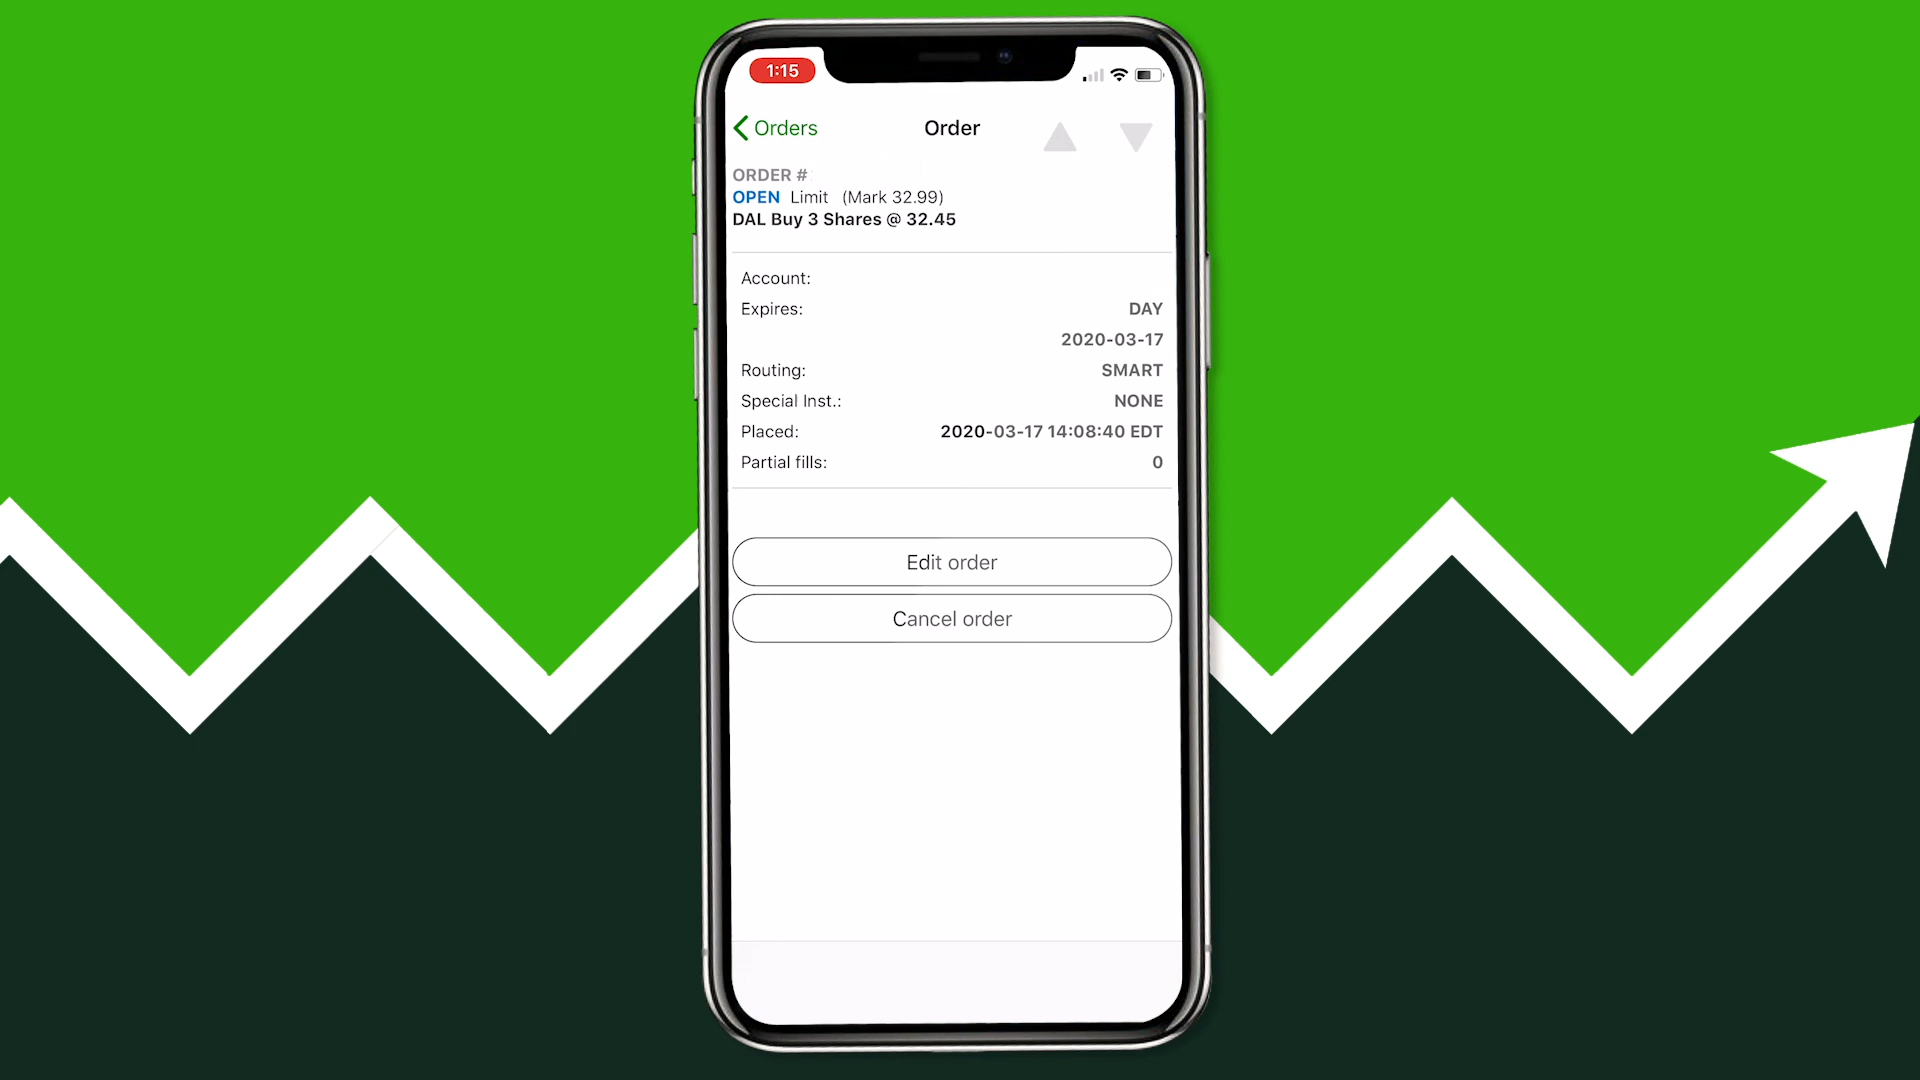 1:15
Orders
Order
ORDER #
OPEN Limit (Mark 32.99)
DAL Buy 3 Shares @ 32.45
Account:
Expires: DAY
2020-03-17
Routing: SMART
Special Inst.: NONE
Placed: 2020-03-17 14:08:40 EDT
Partial fills: 0
Edit order
Cancel order